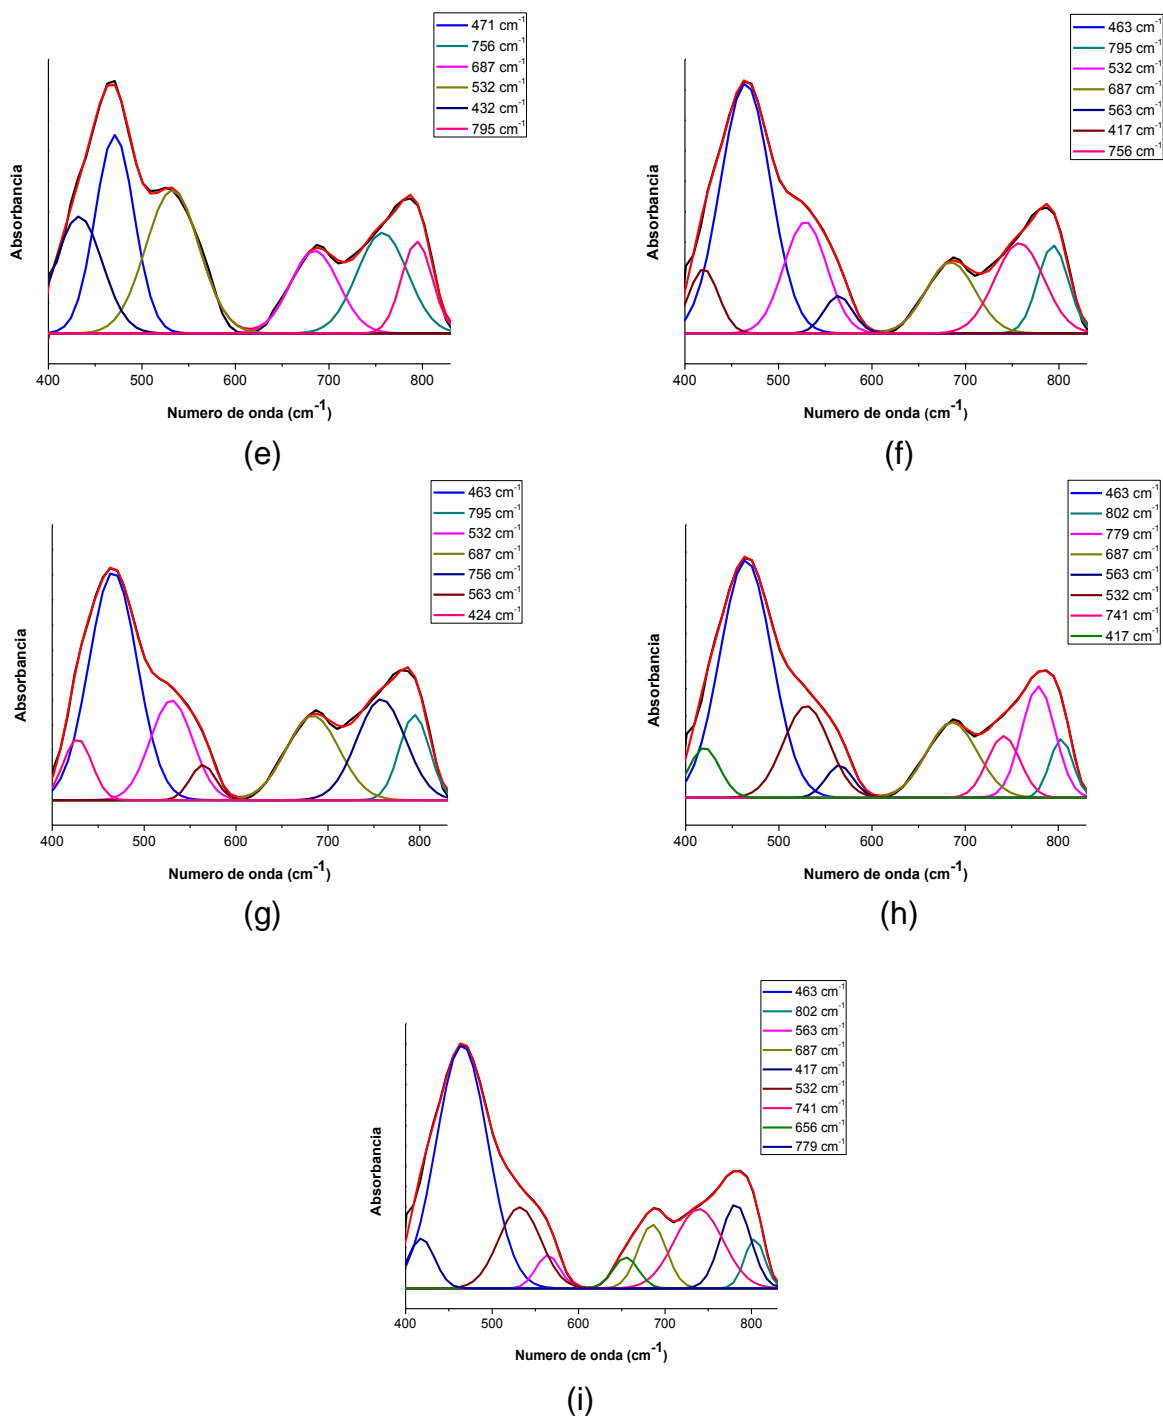 471 cm-1
756 cm-1
687 cm-1
532 cm-1
432 cm-1
795 cm-1
Absorbancia
400 500 600 700 800
Numero de onda (cm-1)
(e)
463 cm-1
795 cm-1
532 cm-1
687 cm-1
563 cm-1
417 cm-1
756 cm-1
Absorbancia
400 500 600 700 800
Numero de onda (cm-1)
(f)
463 cm-1
795 cm-1
532 cm-1
687 cm-1
756 cm-1
563 cm-1
424 cm-1
Absorbancia
400 500 600 700 800
Numero de onda (cm-1)
(g)
463 cm-1
802 cm-1
779 cm-1
687 cm-1
563 cm-1
532 cm-1
741 cm-1
417 cm-1
Absorbancia
400 500 600 700 800
Numero de onda (cm-1)
(h)
463 cm-1
802 cm-1
563 cm-1
687 cm-1
417 cm-1
532 cm-1
741 cm-1
656 cm-1
779 cm-1
Absorbancia
400 500 600 700 800
Numero de onda (cm-1)
(i)